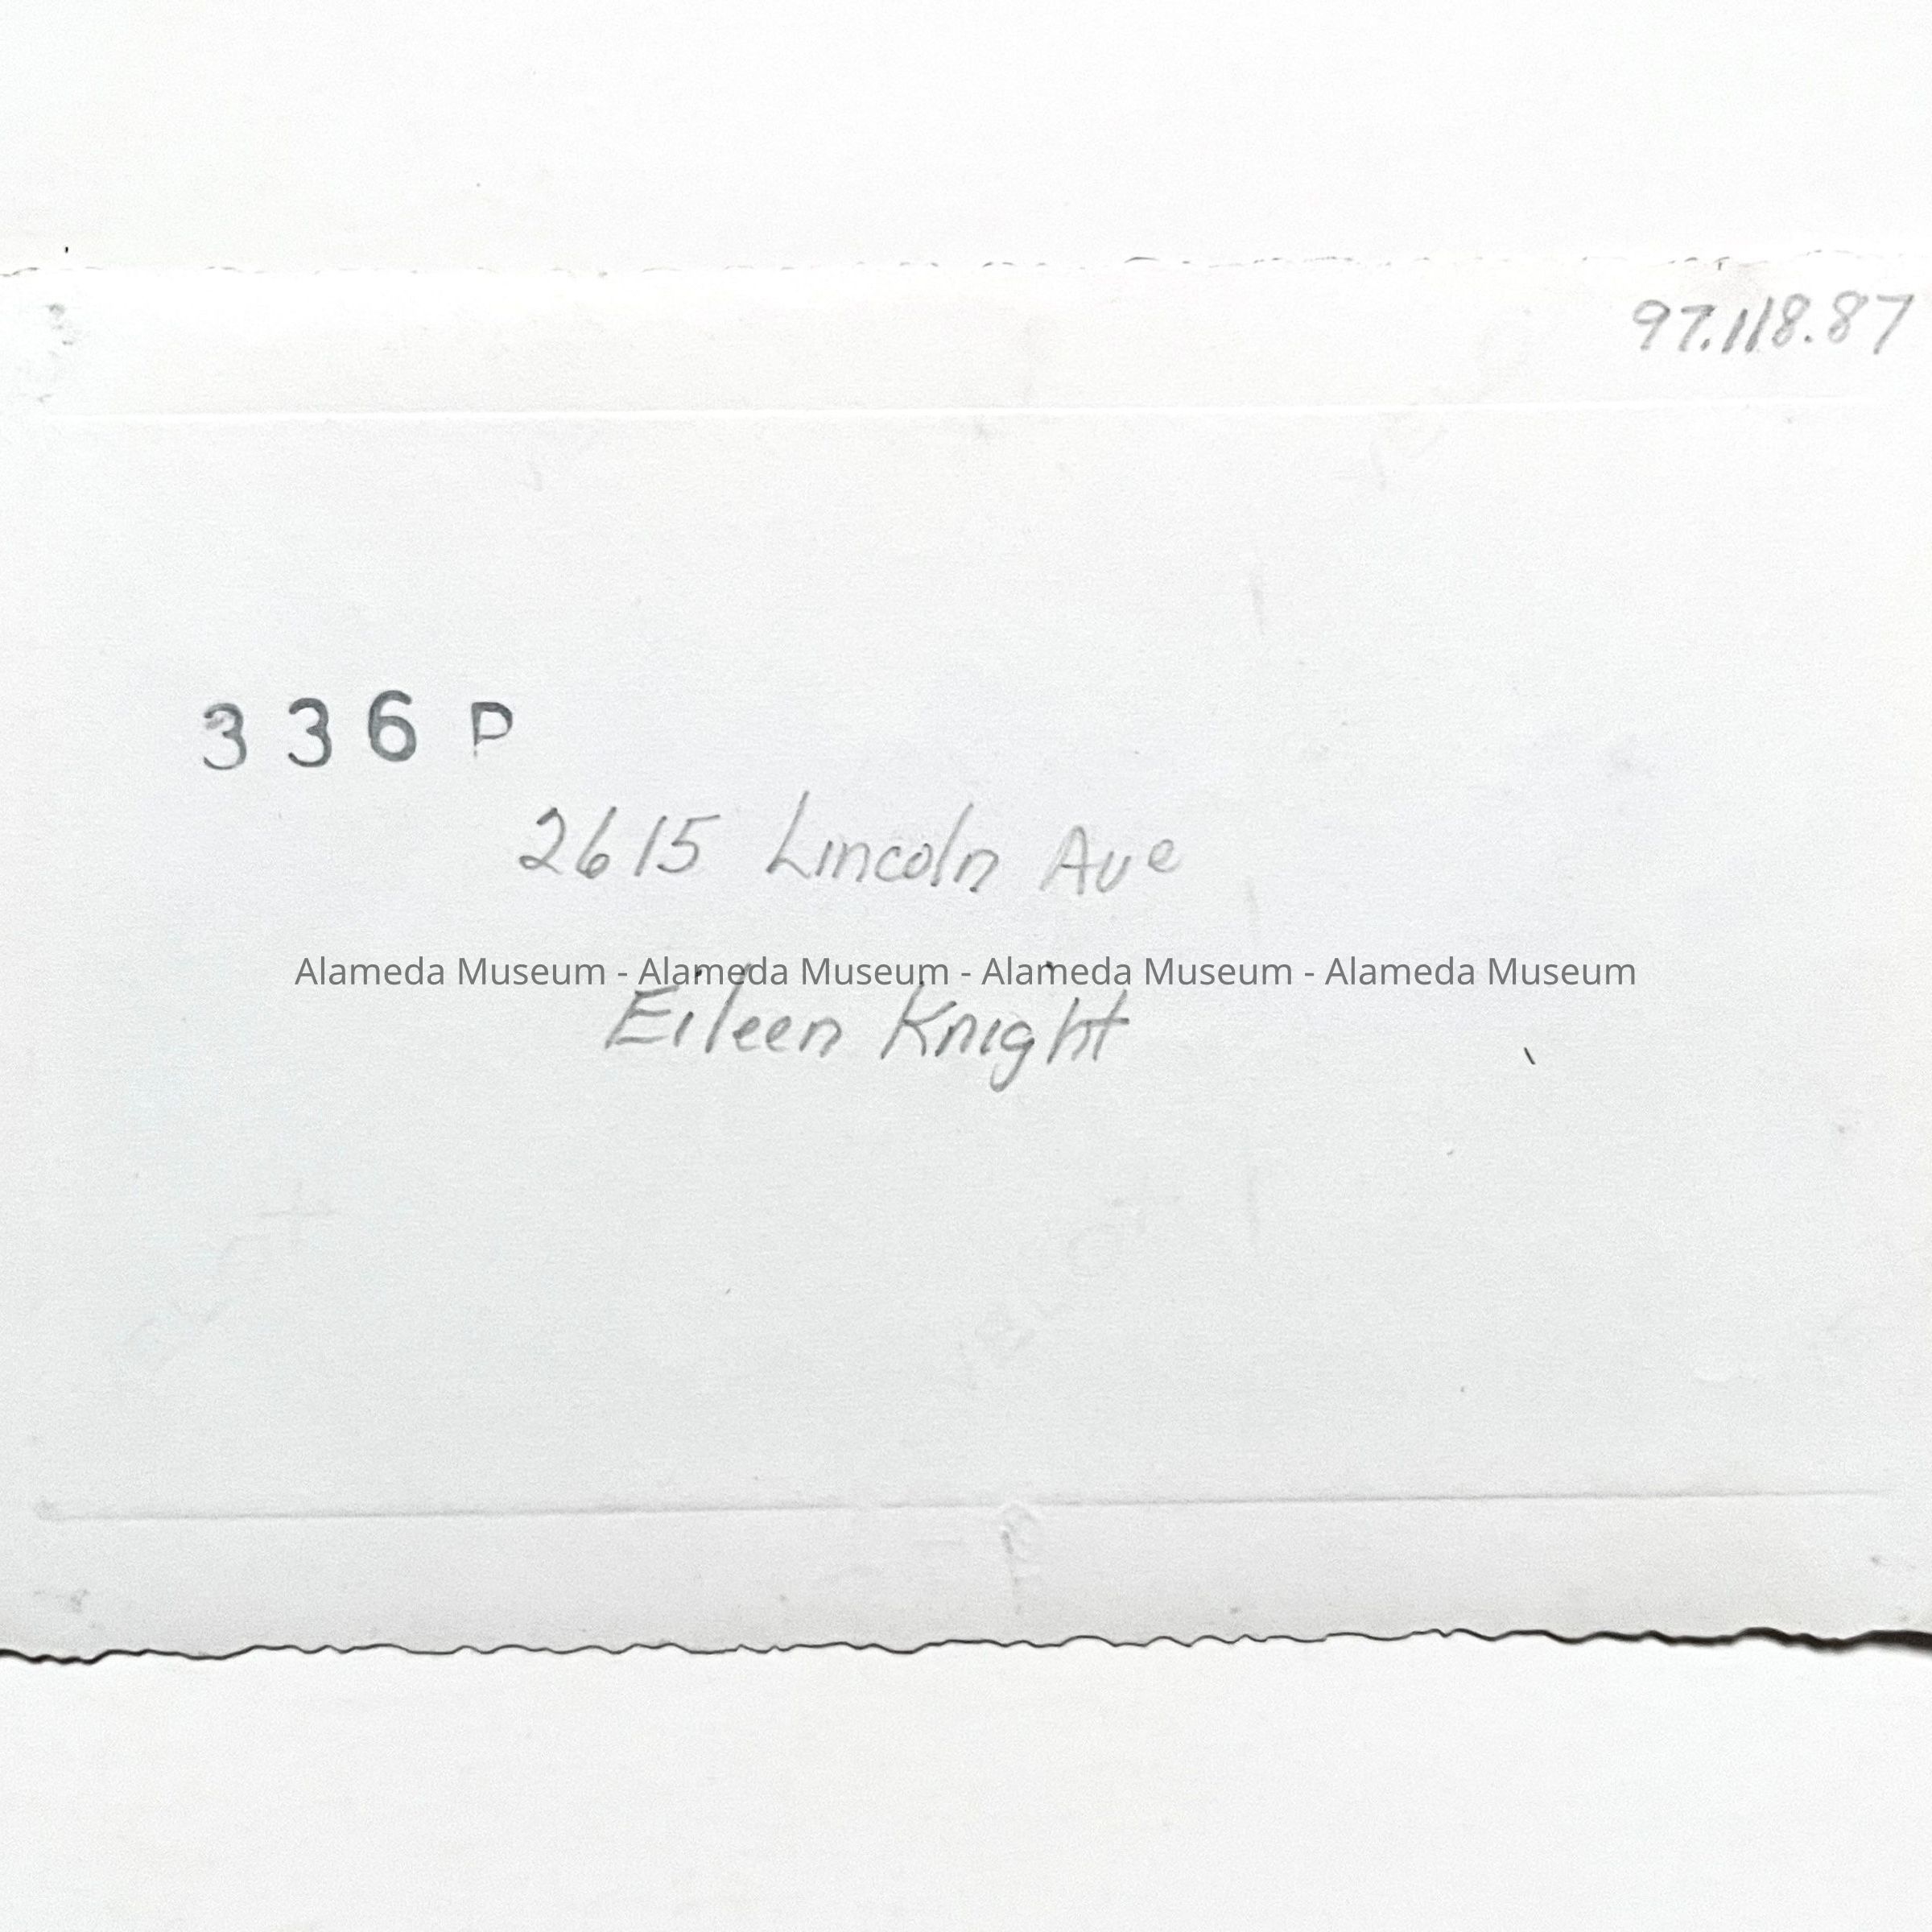 97.118.87
336 P
2615 Lincoln Ave
Alameda Museum - Alameda Museum - Alameda Museum - Alameda Museum
Eileen Knight